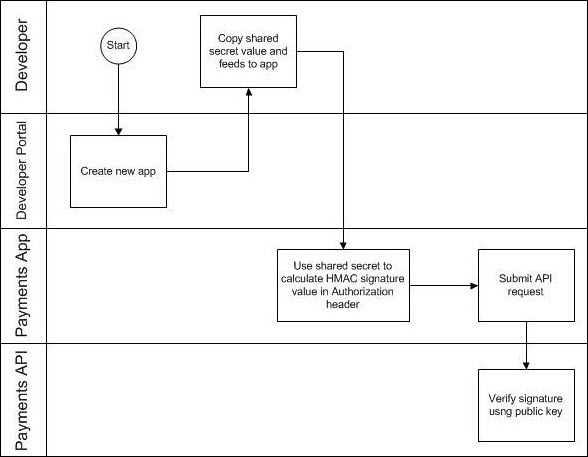 Developer
Start
Copy shared
secret value and
feeds to app
Developer Portal
Create new app
Payments App
Use shared secret to
calculate HMAC signature
value in Authorization
header
Submit API
request
Payments API
Verify signature
usng public key